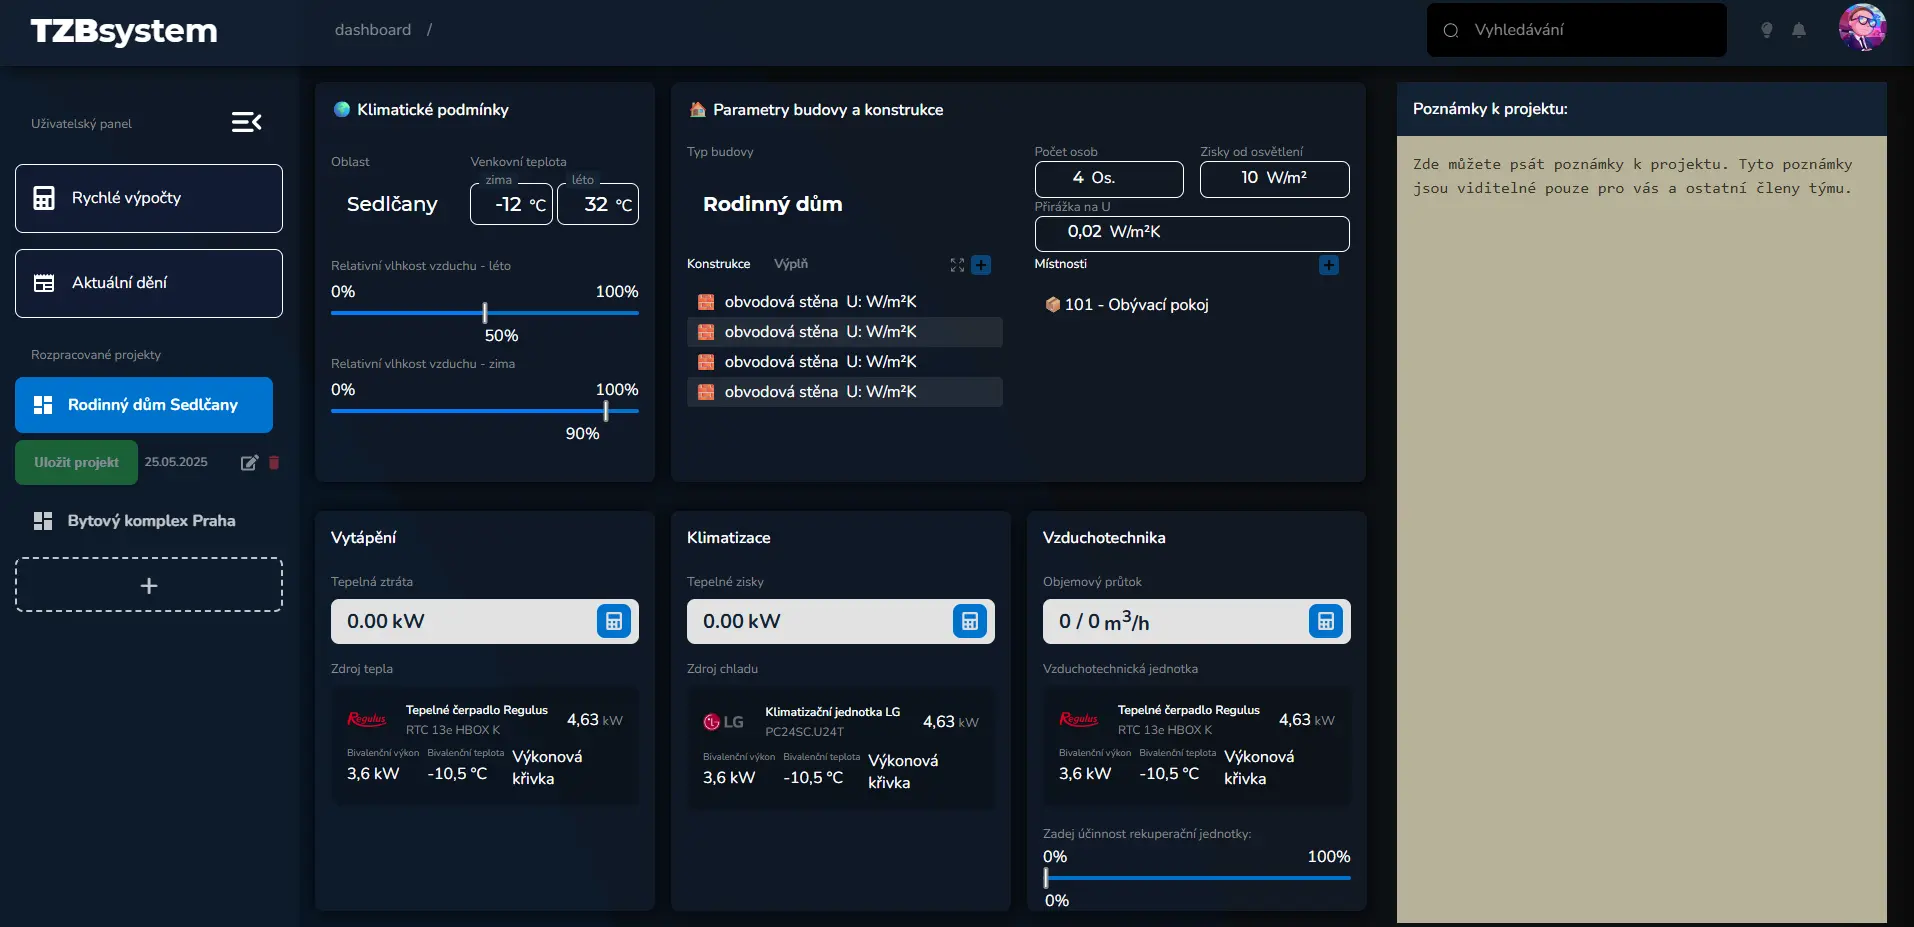 TZBsystem
dashboard /
Vyhledávání
Uživatelský panel
Rychlé výpočty
Aktuální dění
Rozpracované projekty
Rodinný dům Sedlčany
Uložit projekt 25.05.2025
Bytový komplex Praha
+
Klimatické podmínky
Oblast
Sedlčany
Venkovní teplota
zima léto
-12 °C 32 °C
Relativní vlhkost vzduchu - léto
0% 100%
50%
Relativní vlhkost vzduchu - zima
0% 100%
90%
Parametry budovy a konstrukce
Typ budovy
Rodinný dům
Počet osob Zisky od osvětlení
4 Os. 10 W/m²
Přirážka na U
0,02 W/m²K
Konstrukce Výplň
obvodová stěna U: W/m²K
obvodová stěna U: W/m²K
obvodová stěna U: W/m²K
obvodová stěna U: W/m²K
Místnosti
101 - Obývací pokoj
Vytápění
Tepelná ztráta
0.00 kW
Zdroj tepla
Regulus
Tepelné čerpadlo Regulus
RTC 13e HBOX K
4,63 kW
Bivalenční výkon Bivalenční teplota
3,6 kW -10,5 °C
Výkonová
křivka
Klimatizace
Tepelné zisky
0.00 kW
Zdroj chladu
LG
Klimatizační jednotka LG
PC24SC.U24T
4,63 kW
Bivalenční výkon Bivalenční teplota
3,6 kW -10,5 °C
Výkonová
křivka
Vzduchotechnika
Objemový průtok
0 / 0 m³/h
Vzduchotechnická jednotka
Regulus
Tepelné čerpadlo Regulus
RTC 13e HBOX K
4,63 kW
Bivalenční výkon Bivalenční teplota
3,6 kW -10,5 °C
Výkonová
křivka
Zadej účinnost rekuperační jednotky:
0% 100%
0%
Poznámky k projektu:
Zde můžete psát poznámky k projektu. Tyto poznámky
jsou viditelné pouze pro vás a ostatní členy týmu.